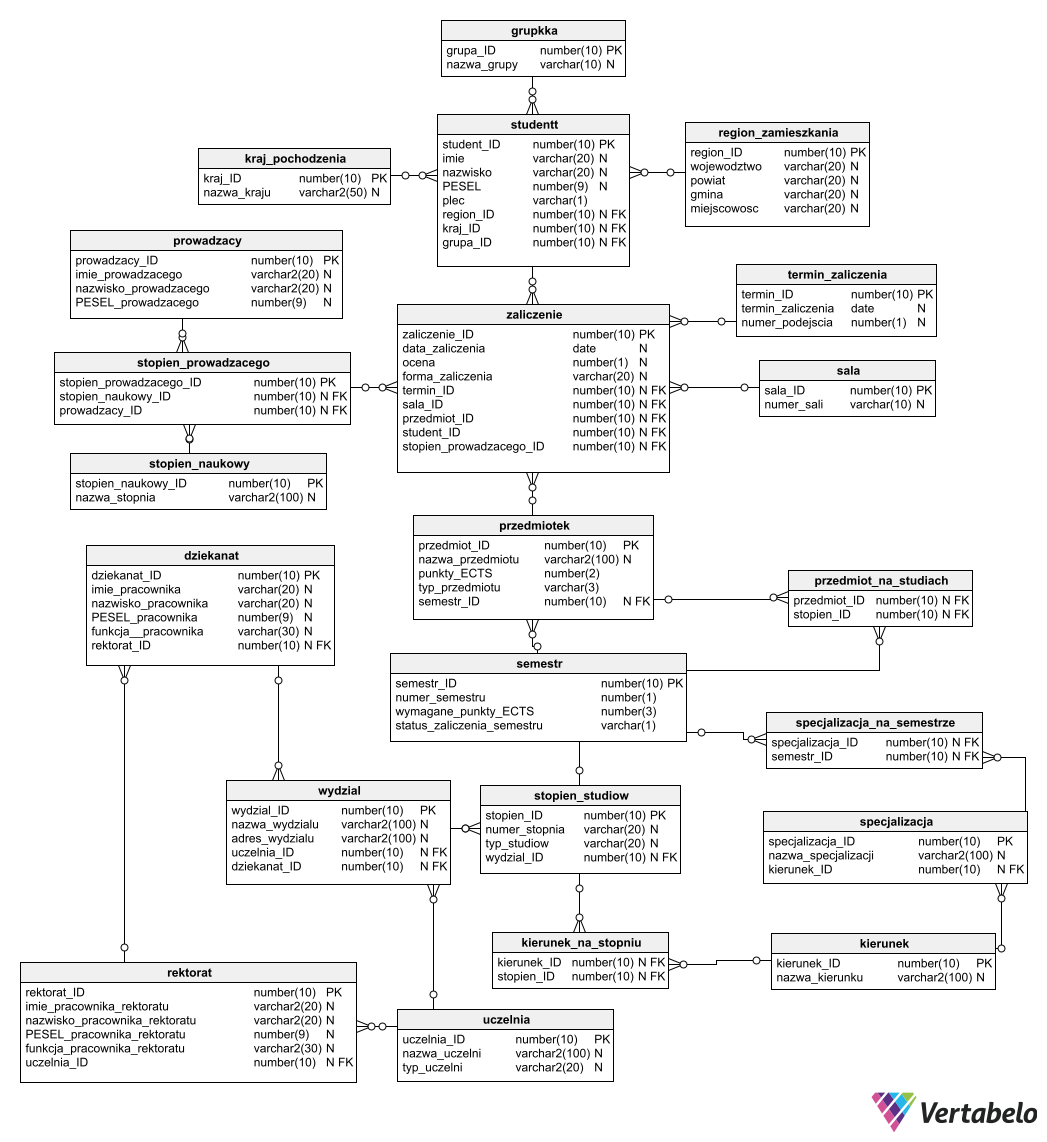 grupkka
grupa_ID number(10) PK
nazwa_grupy varchar(10) N
studentt
student_ID number(10) PK
imie varchar(20) N
nazwisko varchar(20) N
PESEL number(9) N
plec varchar(1)
region_ID number(10) N FK
kraj_ID number(10) N FK
grupa_ID number(10) N FK
region_zamieszkania
region_ID number(10) PK
wojewodztwo varchar(20) N
powiat varchar(20) N
gmina varchar(20) N
miejscowosc varchar(20) N
kraj_pochodzenia
kraj_ID number(10) PK
nazwa_kraju varchar2(50) N
prowadzacy
prowadzacy_ID number(10) PK
imie_prowadzacego varchar2(20) N
nazwisko_prowadzacego varchar2(20) N
PESEL_prowadzacego number(9) N
termin_zaliczenia
termin_ID number(10) PK
termin_zaliczenia date N
numer_podejscia number(1) N
zaliczenie
zaliczenie_ID number(10) PK
data_zaliczenia date N
ocena number(1) N
forma_zaliczenia varchar(20) N
termin_ID number(10) N FK
sala_ID number(10) N FK
przedmiot_ID number(10) N FK
student_ID number(10) N FK
stopien_prowadzacego_ID number(10) N FK
stopien_prowadzacego
stopien_prowadzacego_ID number(10) PK
stopien_naukowy_ID number(10) N FK
prowadzacy_ID number(10) N FK
sala
sala_ID number(10) PK
numer_sali varchar(10) N
stopien_naukowy
stopien_naukowy_ID number(10) PK
nazwa_stopnia varchar2(100) N
przedmiotek
przedmiot_ID number(10) PK
nazwa_przedmiotu varchar2(100) N
punkty_ECTS number(2)
typ_przedmiotu varchar(3)
semestr_ID number(10) N FK
dziekanat
dziekanat_ID number(10) PK
imie_pracownika varchar(20) N
nazwisko_pracownika varchar(20) N
PESEL_pracownika number(9) N
funkcja__pracownika varchar(30) N
rektorat_ID number(10) N FK
przedmiot_na_studiach
przedmiot_ID number(10) N FK
stopien_ID number(10) N FK
semestr
semestr_ID number(10) PK
numer_semestru number(1)
wymagane_punkty_ECTS number(3)
status_zaliczenia_semestru varchar(1)
specjalizacja_na_semestrze
specjalizacja_ID number(10) N FK
semestr_ID number(10) N FK
wydzial
wydzial_ID number(10) PK
nazwa_wydzialu varchar2(100) N
adres_wydzialu varchar2(100) N
uczelnia_ID number(10) N FK
dziekanat_ID number(10) N FK
stopien_studiow
stopien_ID number(10) PK
numer_stopnia varchar(20) N
typ_studiow varchar(20) N
wydzial_ID number(10) N FK
specjalizacja
specjalizacja_ID number(10) PK
nazwa_specjalizacji varchar2(100) N
kierunek_ID number(10) N FK
kierunek_na_stopniu
kierunek_ID number(10) N FK
stopien_ID number(10) N FK
kierunek
kierunek_ID number(10) PK
nazwa_kierunku varchar2(100) N
rektorat
rektorat_ID number(10) PK
imie_pracownika_rektoratu varchar2(20) N
nazwisko_pracownika_rektoratu varchar2(20) N
PESEL_pracownika_rektoratu number(9) N
funkcja_pracownika_rektoratu varchar2(30) N
uczelnia_ID number(10) N FK
uczelnia
uczelnia_ID number(10) PK
nazwa_uczelni varchar2(100) N
typ_uczelni varchar2(20) N
Vertabelo